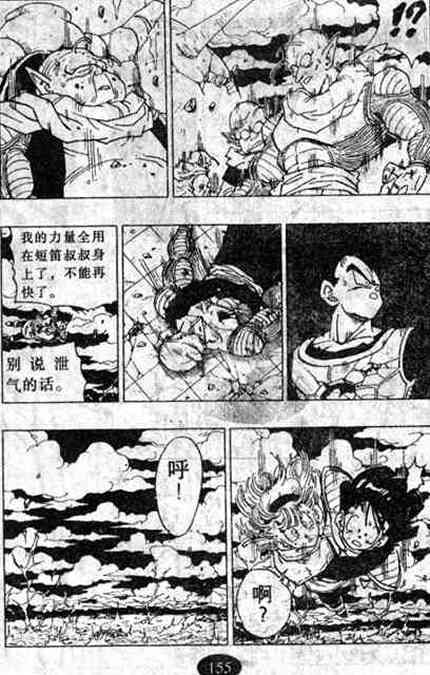 !?
我的力量全用
在短笛叔叔身
上了，不能再
快了。
别说泄
气的话。
呼！
啊？
155